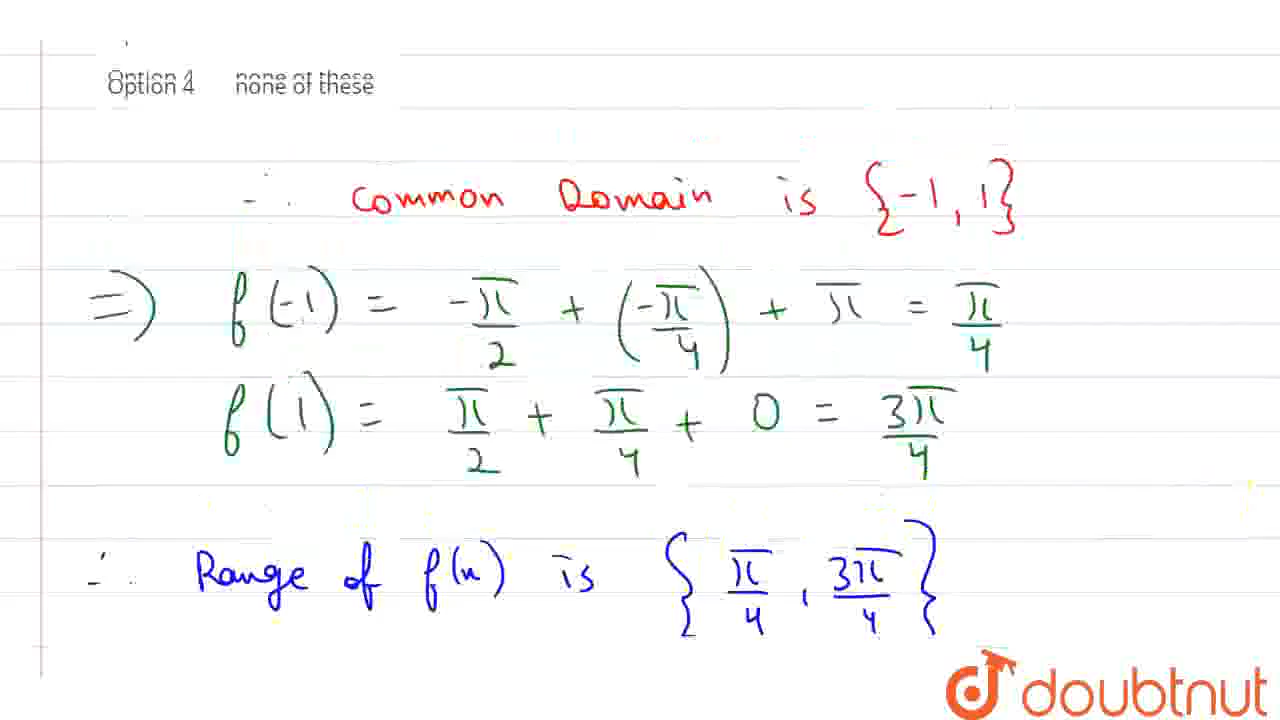 Option 4 none of these
∴ Common Domain is {-1, 1}
=> f(-1) = -π/2 + (-π/4) + π = π/4
f(1) = π/2 + π/4 + 0 = 3π/4
∴ Range of f(x) is {π/4, 3π/4}
doubtnut